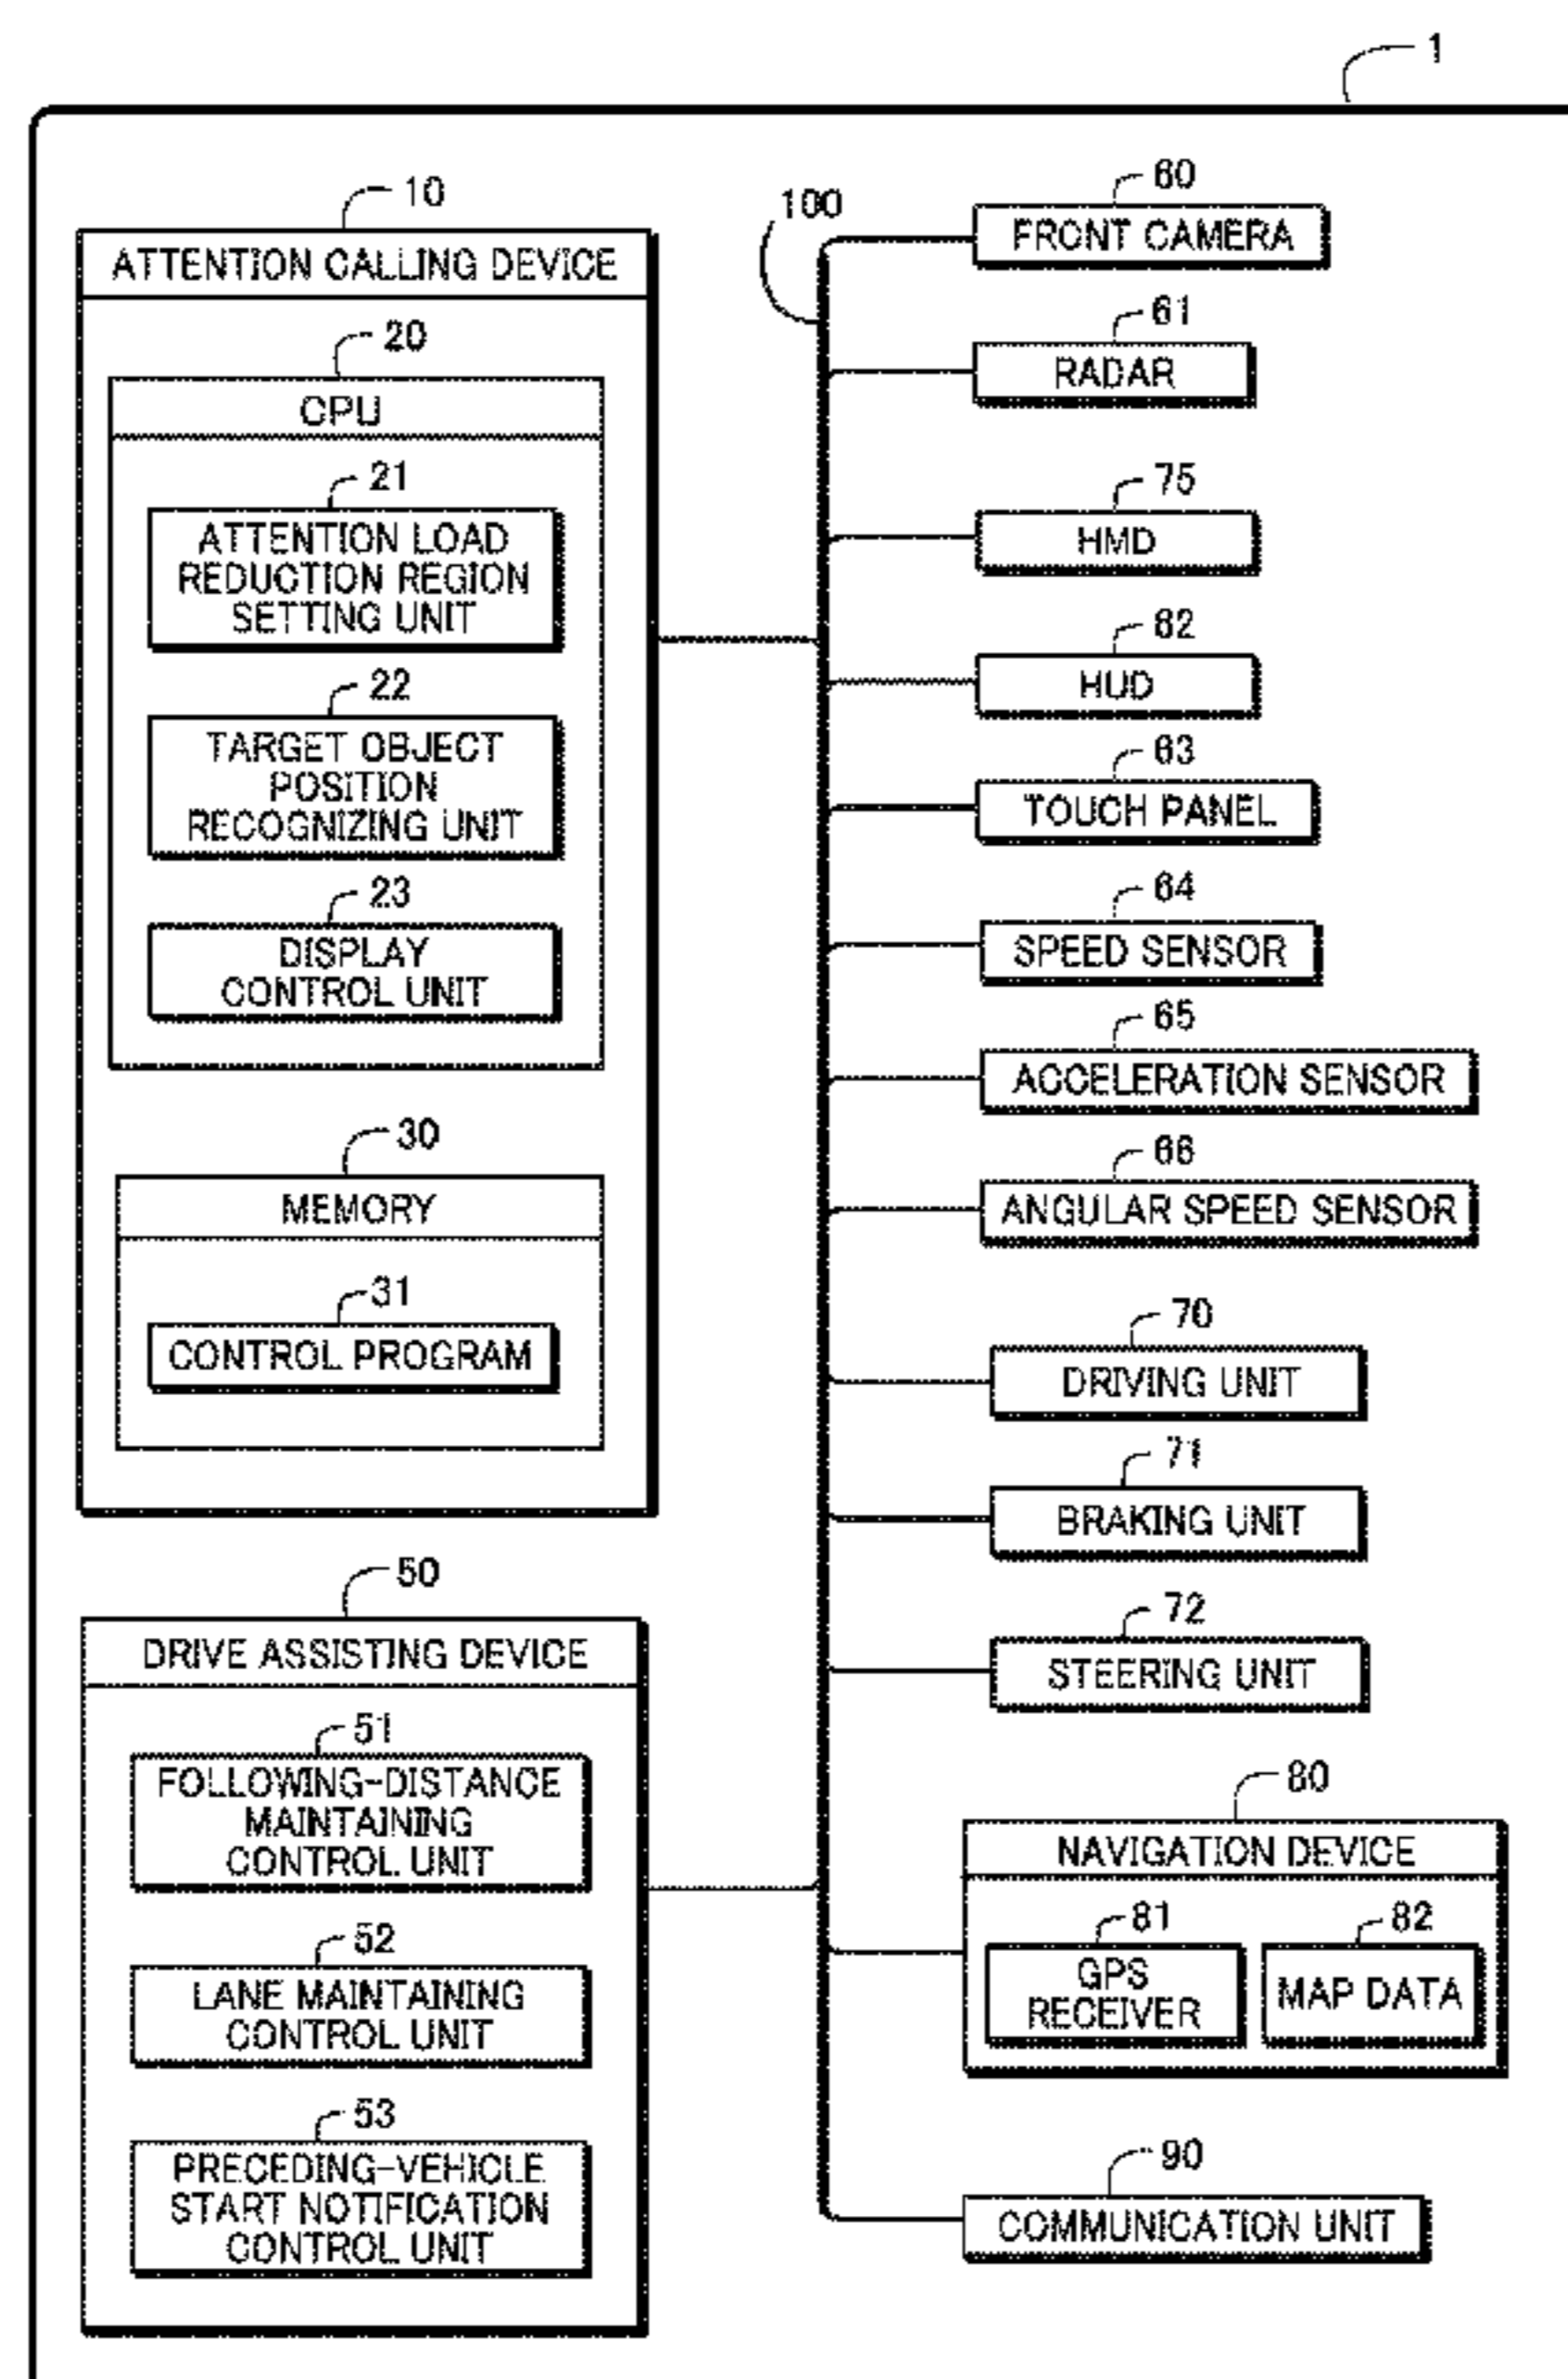 1
10
ATTENTION CALLING DEVICE
20
CPU
21
ATTENTION LOAD
REDUCTION REGION
SETTING UNIT
22
TARGET OBJECT
POSITION
RECOGNIZING UNIT
23
DISPLAY
CONTROL UNIT
30
MEMORY
31
CONTROL PROGRAM
50
DRIVE ASSISTING DEVICE
51
FOLLOWING-DISTANCE
MAINTAINING
CONTROL UNIT
52
LANE MAINTAINING
CONTROL UNIT
53
PRECEDING-VEHICLE
START NOTIFICATION
CONTROL UNIT
100
60
FRONT CAMERA
61
RADAR
75
HMD
62
HUD
63
TOUCH PANEL
64
SPEED SENSOR
65
ACCELERATION SENSOR
66
ANGULAR SPEED SENSOR
70
DRIVING UNIT
71
BRAKING UNIT
72
STEERING UNIT
80
NAVIGATION DEVICE
81
GPS
RECEIVER
82
MAP DATA
90
COMMUNICATION UNIT